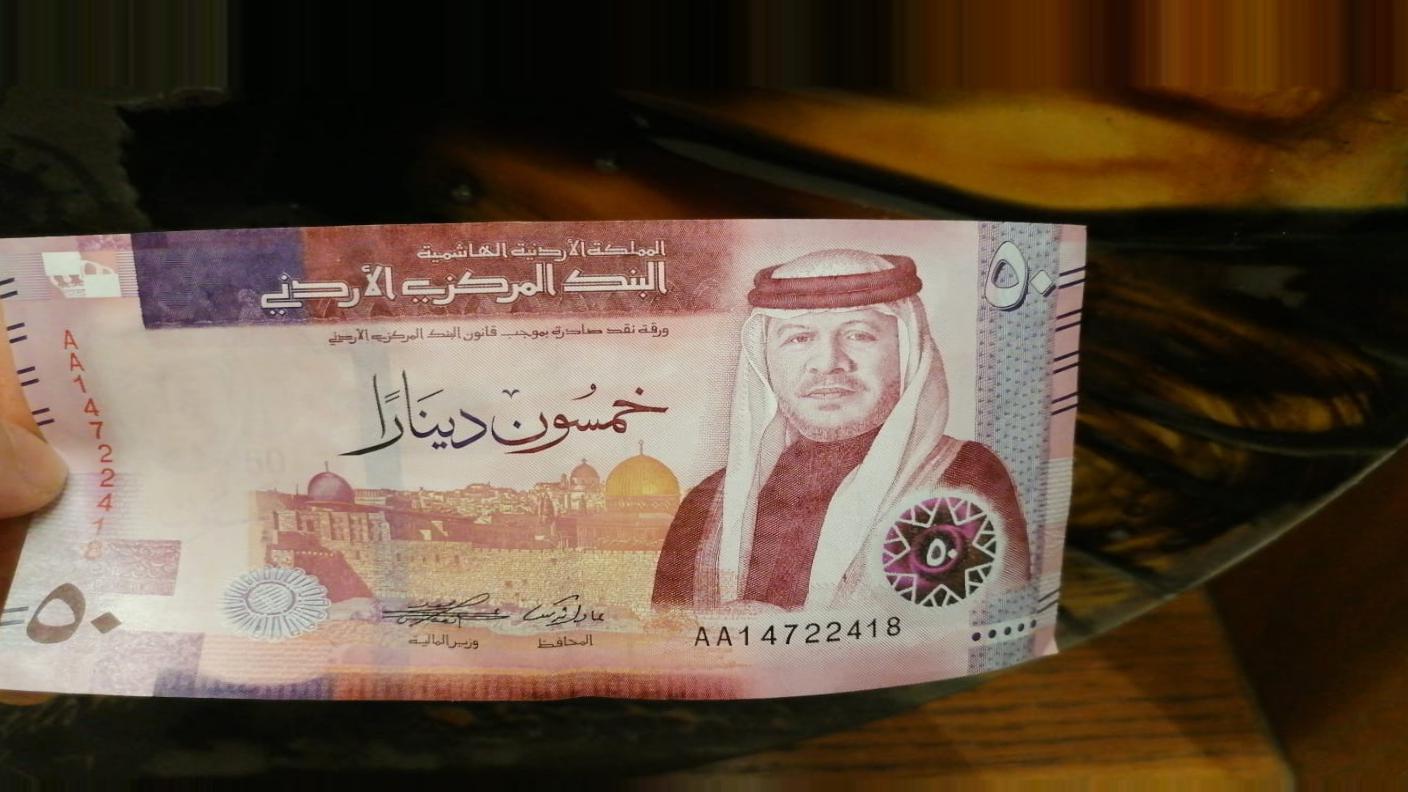 المملكة الأردنية الهاشمية
البنك المركزي الأردني
ورقة نقد صادرة بموجب قانون البنك المركزي الأردني
خمسون دينارًا
٥٠
٥٠
٥٠
50
AA14722418
AA14722418
المحافظ
وزير المالية